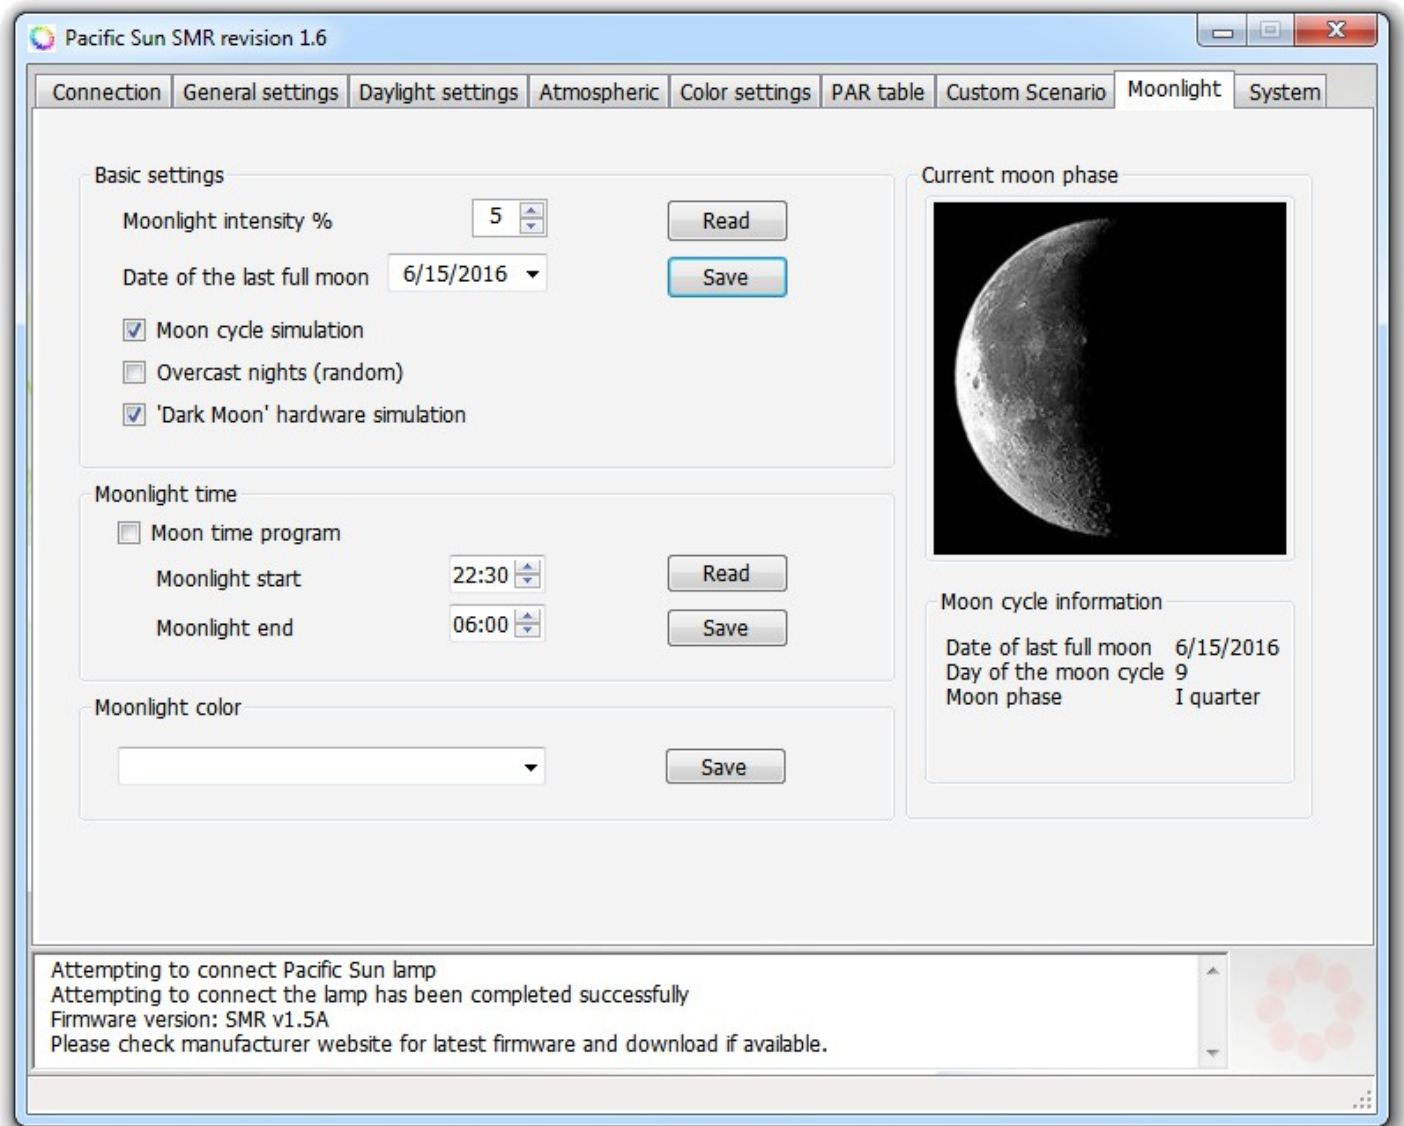 Pacific Sun SMR revision 1.6
Connection General settings Daylight settings Atmospheric Color settings PAR table Custom Scenario Moonlight System
Basic settings
Moonlight intensity % 5 Read
Date of the last full moon 6/15/2016 Save
Moon cycle simulation
Overcast nights (random)
'Dark Moon' hardware simulation
Moonlight time
Moon time program
Moonlight start 22:30 Read
Moonlight end 06:00 Save
Moonlight color
Save
Current moon phase
Moon cycle information
Date of last full moon 6/15/2016
Day of the moon cycle 9
Moon phase I quarter
Attempting to connect Pacific Sun lamp
Attempting to connect the lamp has been completed successfully
Firmware version: SMR v1.5A
Please check manufacturer website for latest firmware and download if available.